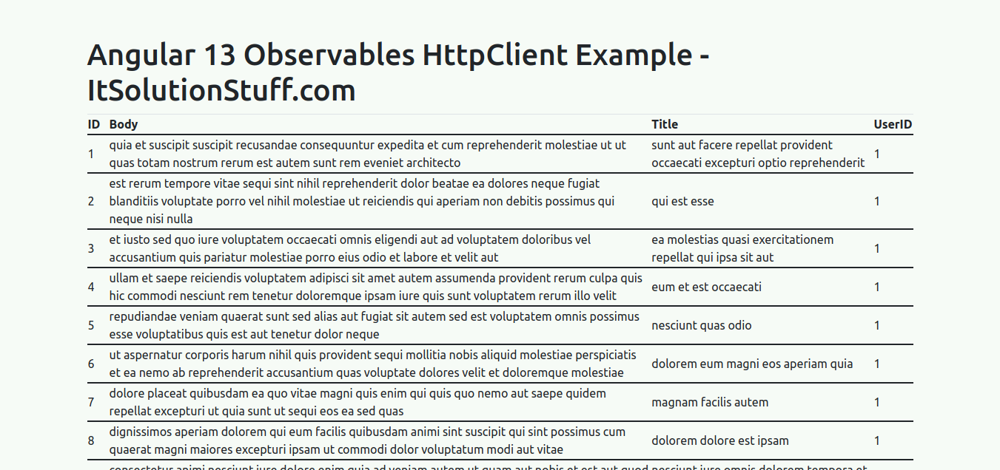 Angular 13 Observables HttpClient Example -
ItSolutionStuff.com
ID Body Title UserID
1 quia et suscipit suscipit recusandae consequuntur expedita et cum reprehenderit molestiae ut ut quas totam nostrum rerum est autem sunt rem eveniet architecto sunt aut facere repellat provident occaecati excepturi optio reprehenderit 1
2 est rerum tempore vitae sequi sint nihil reprehenderit dolor beatae ea dolores neque fugiat blanditiis voluptate porro vel nihil molestiae ut reiciendis qui aperiam non debitis possimus qui neque nisi nulla qui est esse 1
3 et iusto sed quo iure voluptatem occaecati omnis eligendi aut ad voluptatem doloribus vel accusantium quis pariatur molestiae porro eius odio et labore et velit aut ea molestias quasi exercitationem repellat qui ipsa sit aut 1
4 ullam et saepe reiciendis voluptatem adipisci sit amet autem assumenda provident rerum culpa quis hic commodi nesciunt rem tenetur doloremque ipsam iure quis sunt voluptatem rerum illo velit eum et est occaecati 1
5 repudiandae veniam quaerat sunt sed alias aut fugiat sit autem sed est voluptatem omnis possimus esse voluptatibus quis est aut tenetur dolor neque nesciunt quas odio 1
6 ut aspernatur corporis harum nihil quis provident sequi mollitia nobis aliquid molestiae perspiciatis et ea nemo ab reprehenderit accusantium quas voluptate dolores velit et doloremque molestiae dolorem eum magni eos aperiam quia 1
7 dolore placeat quibusdam ea quo vitae magni quis enim qui quis quo nemo aut saepe quidem repellat excepturi ut quia sunt ut sequi eos ea sed quas magnam facilis autem 1
8 dignissimos aperiam dolorem qui eum facilis quibusdam animi sint suscipit qui sint possimus cum quaerat magni maiores excepturi ipsam ut commodi dolor voluptatum modi aut vitae dolorem dolore est ipsam 1